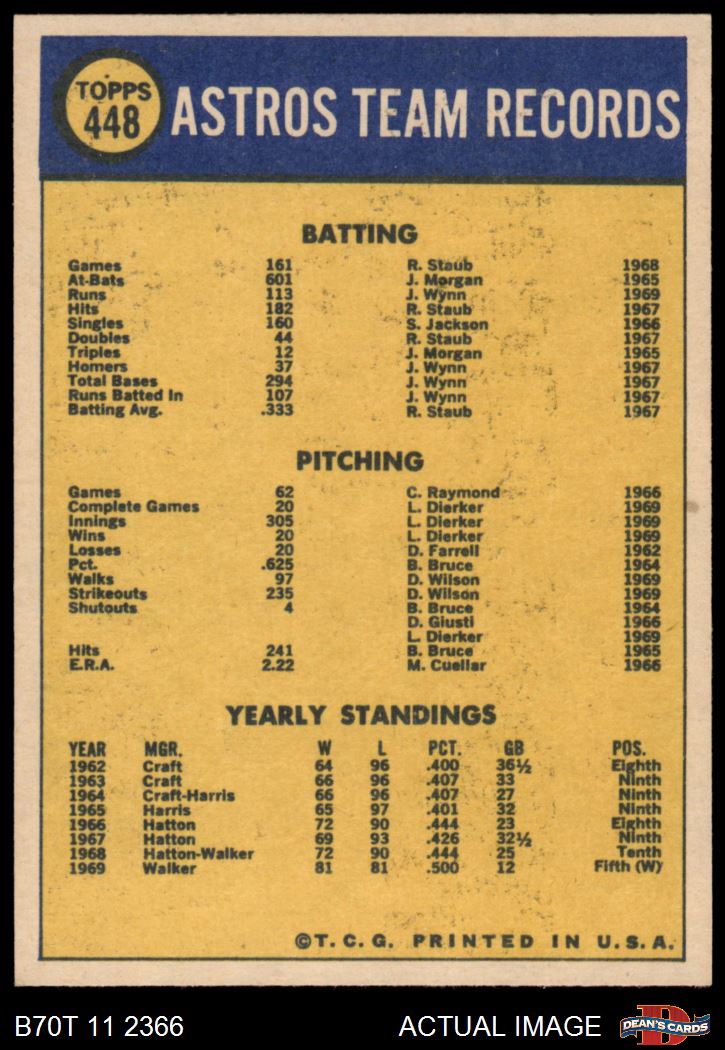 TOPPS
448
ASTROS TEAM RECORDS
BATTING
Games 161 R. Staub 1968
At-Bats 601 J. Morgan 1965
Runs 113 J. Wynn 1969
Hits 182 R. Staub 1967
Singles 160 S. Jackson 1966
Doubles 44 R. Staub 1967
Triples 12 J. Morgan 1965
Homers 37 J. Wynn 1967
Total Bases 294 J. Wynn 1967
Runs Batted In 107 J. Wynn 1967
Batting Avg. .333 R. Staub 1967
PITCHING
Games 62 C. Raymond 1966
Complete Games 20 L. Dierker 1969
Innings 305 L. Dierker 1969
Wins 20 L. Dierker 1969
Losses 20 D. Farrell 1962
Pct. .625 B. Bruce 1964
Walks 97 D. Wilson 1969
Strikeouts 235 D. Wilson 1969
Shutouts 4 B. Bruce 1964
D. Giusti 1966
L. Dierker 1969
Hits 241 B. Bruce 1965
E.R.A. 2.22 M. Cuellar 1966
YEARLY STANDINGS
YEAR MGR. W L PCT. GB POS.
1962 Craft 64 96 .400 36½ Eighth
1963 Craft 66 96 .407 33 Ninth
1964 Craft-Harris 66 96 .407 27 Ninth
1965 Harris 65 97 .401 32 Ninth
1966 Hatton 72 90 .444 23 Eighth
1967 Hatton 69 93 .426 32½ Ninth
1968 Hatton-Walker 72 90 .444 25 Tenth
1969 Walker 81 81 .500 12 Fifth (W)
©T. C. G. PRINTED IN U.S.A.
B70T 11 2366 ACTUAL IMAGE
DEAN'S CARDS